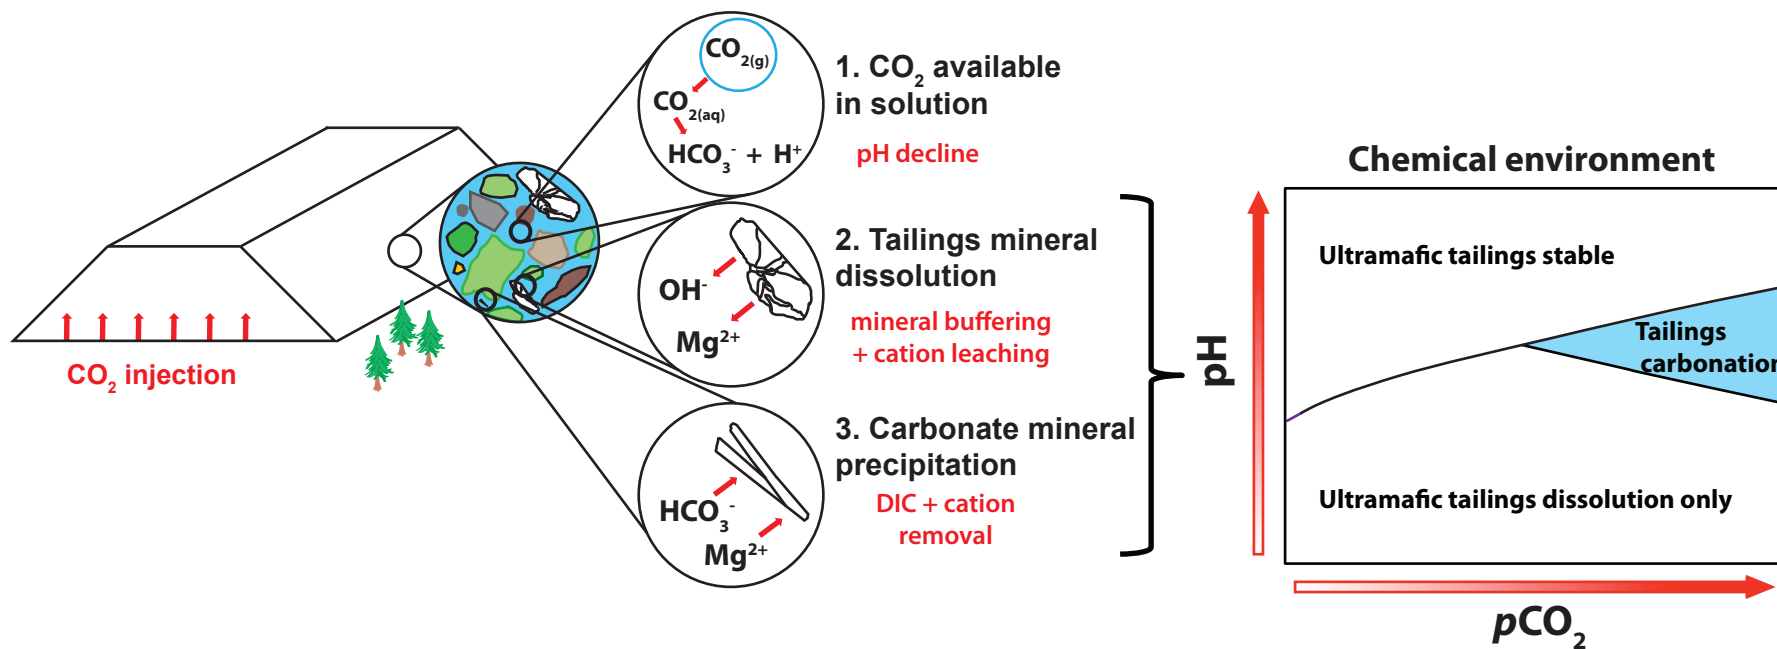 CO2 injection
CO2(g)
CO2(aq)
HCO3- + H+
1. CO2 available
in solution
pH decline
OH-
Mg2+
2. Tailings mineral
dissolution
mineral buffering
+ cation leaching
HCO3-
Mg2+
3. Carbonate mineral
precipitation
DIC + cation
removal
Chemical environment
pH
Ultramafic tailings stable
Tailings
carbonation
Ultramafic tailings dissolution only
pCO2